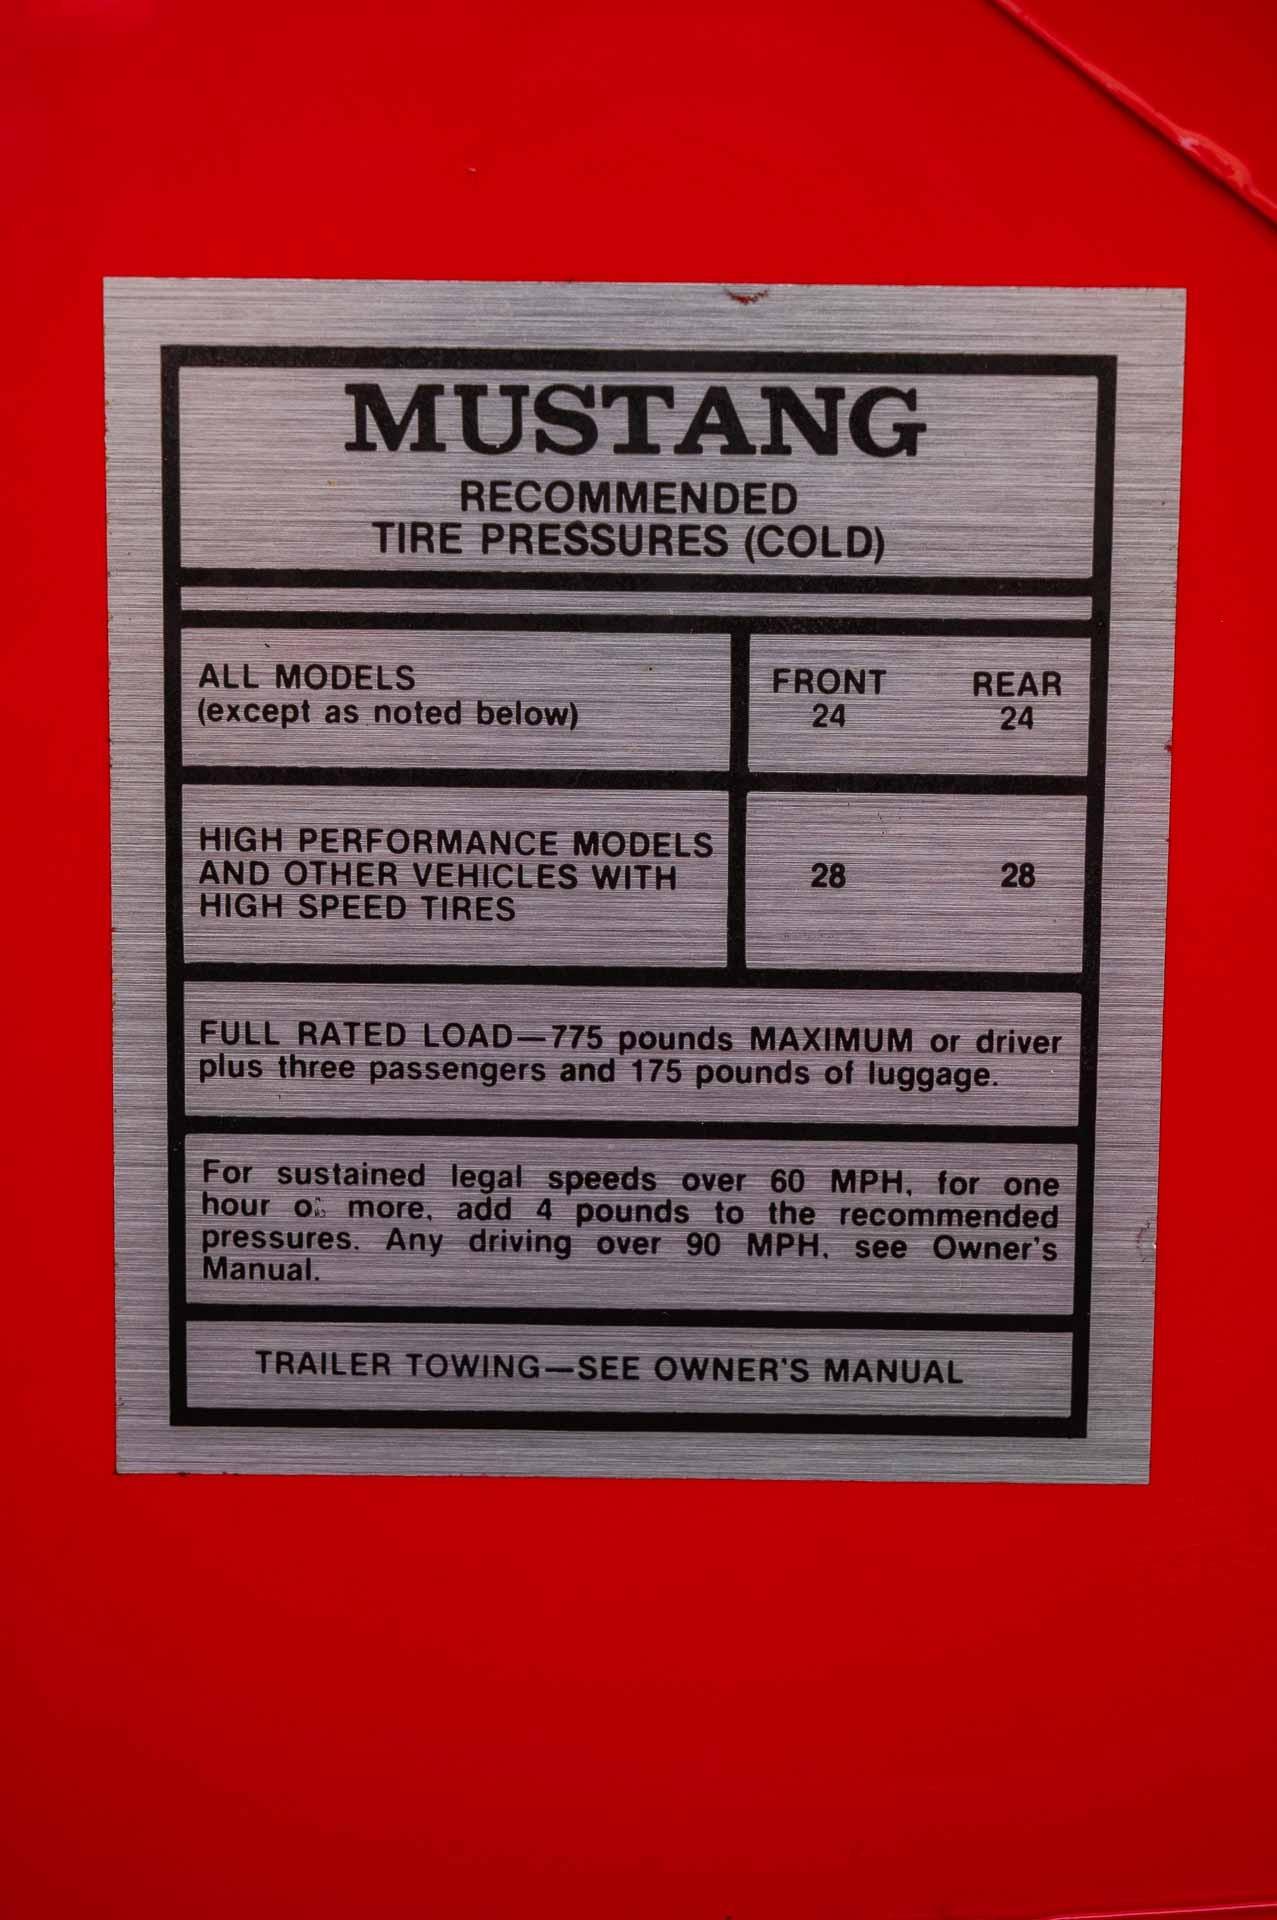 MUSTANG
RECOMMENDED
TIRE PRESSURES (COLD)
ALL MODELS
(except as noted below)
FRONT REAR
24 24
HIGH PERFORMANCE MODELS
AND OTHER VEHICLES WITH
HIGH SPEED TIRES
28 28
FULL RATED LOAD—775 pounds MAXIMUM or driver
plus three passengers and 175 pounds of luggage.
For sustained legal speeds over 60 MPH, for one
hour or more, add 4 pounds to the recommended
pressures. Any driving over 90 MPH, see Owner's
Manual.
TRAILER TOWING—SEE OWNER'S MANUAL